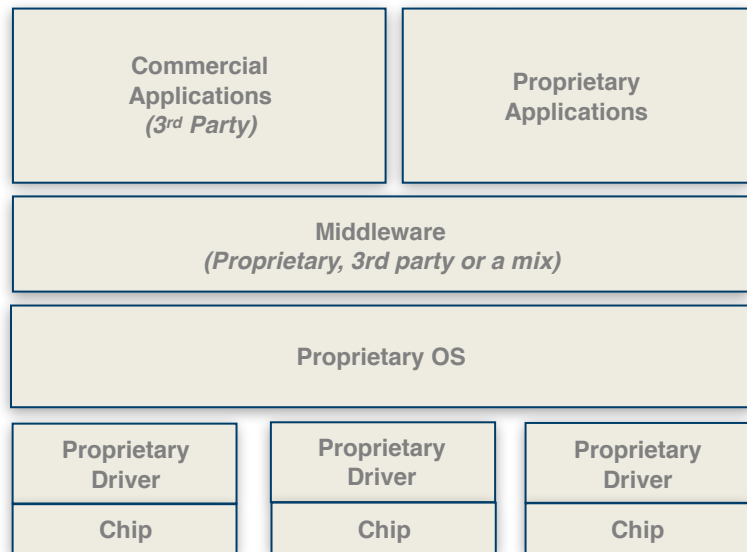 Commercial
Applications
(3rd Party)
Proprietary
Applications
Middleware
(Proprietary, 3rd party or a mix)
Proprietary OS
Proprietary
Driver
Chip
Proprietary
Driver
Chip
Proprietary
Driver
Chip